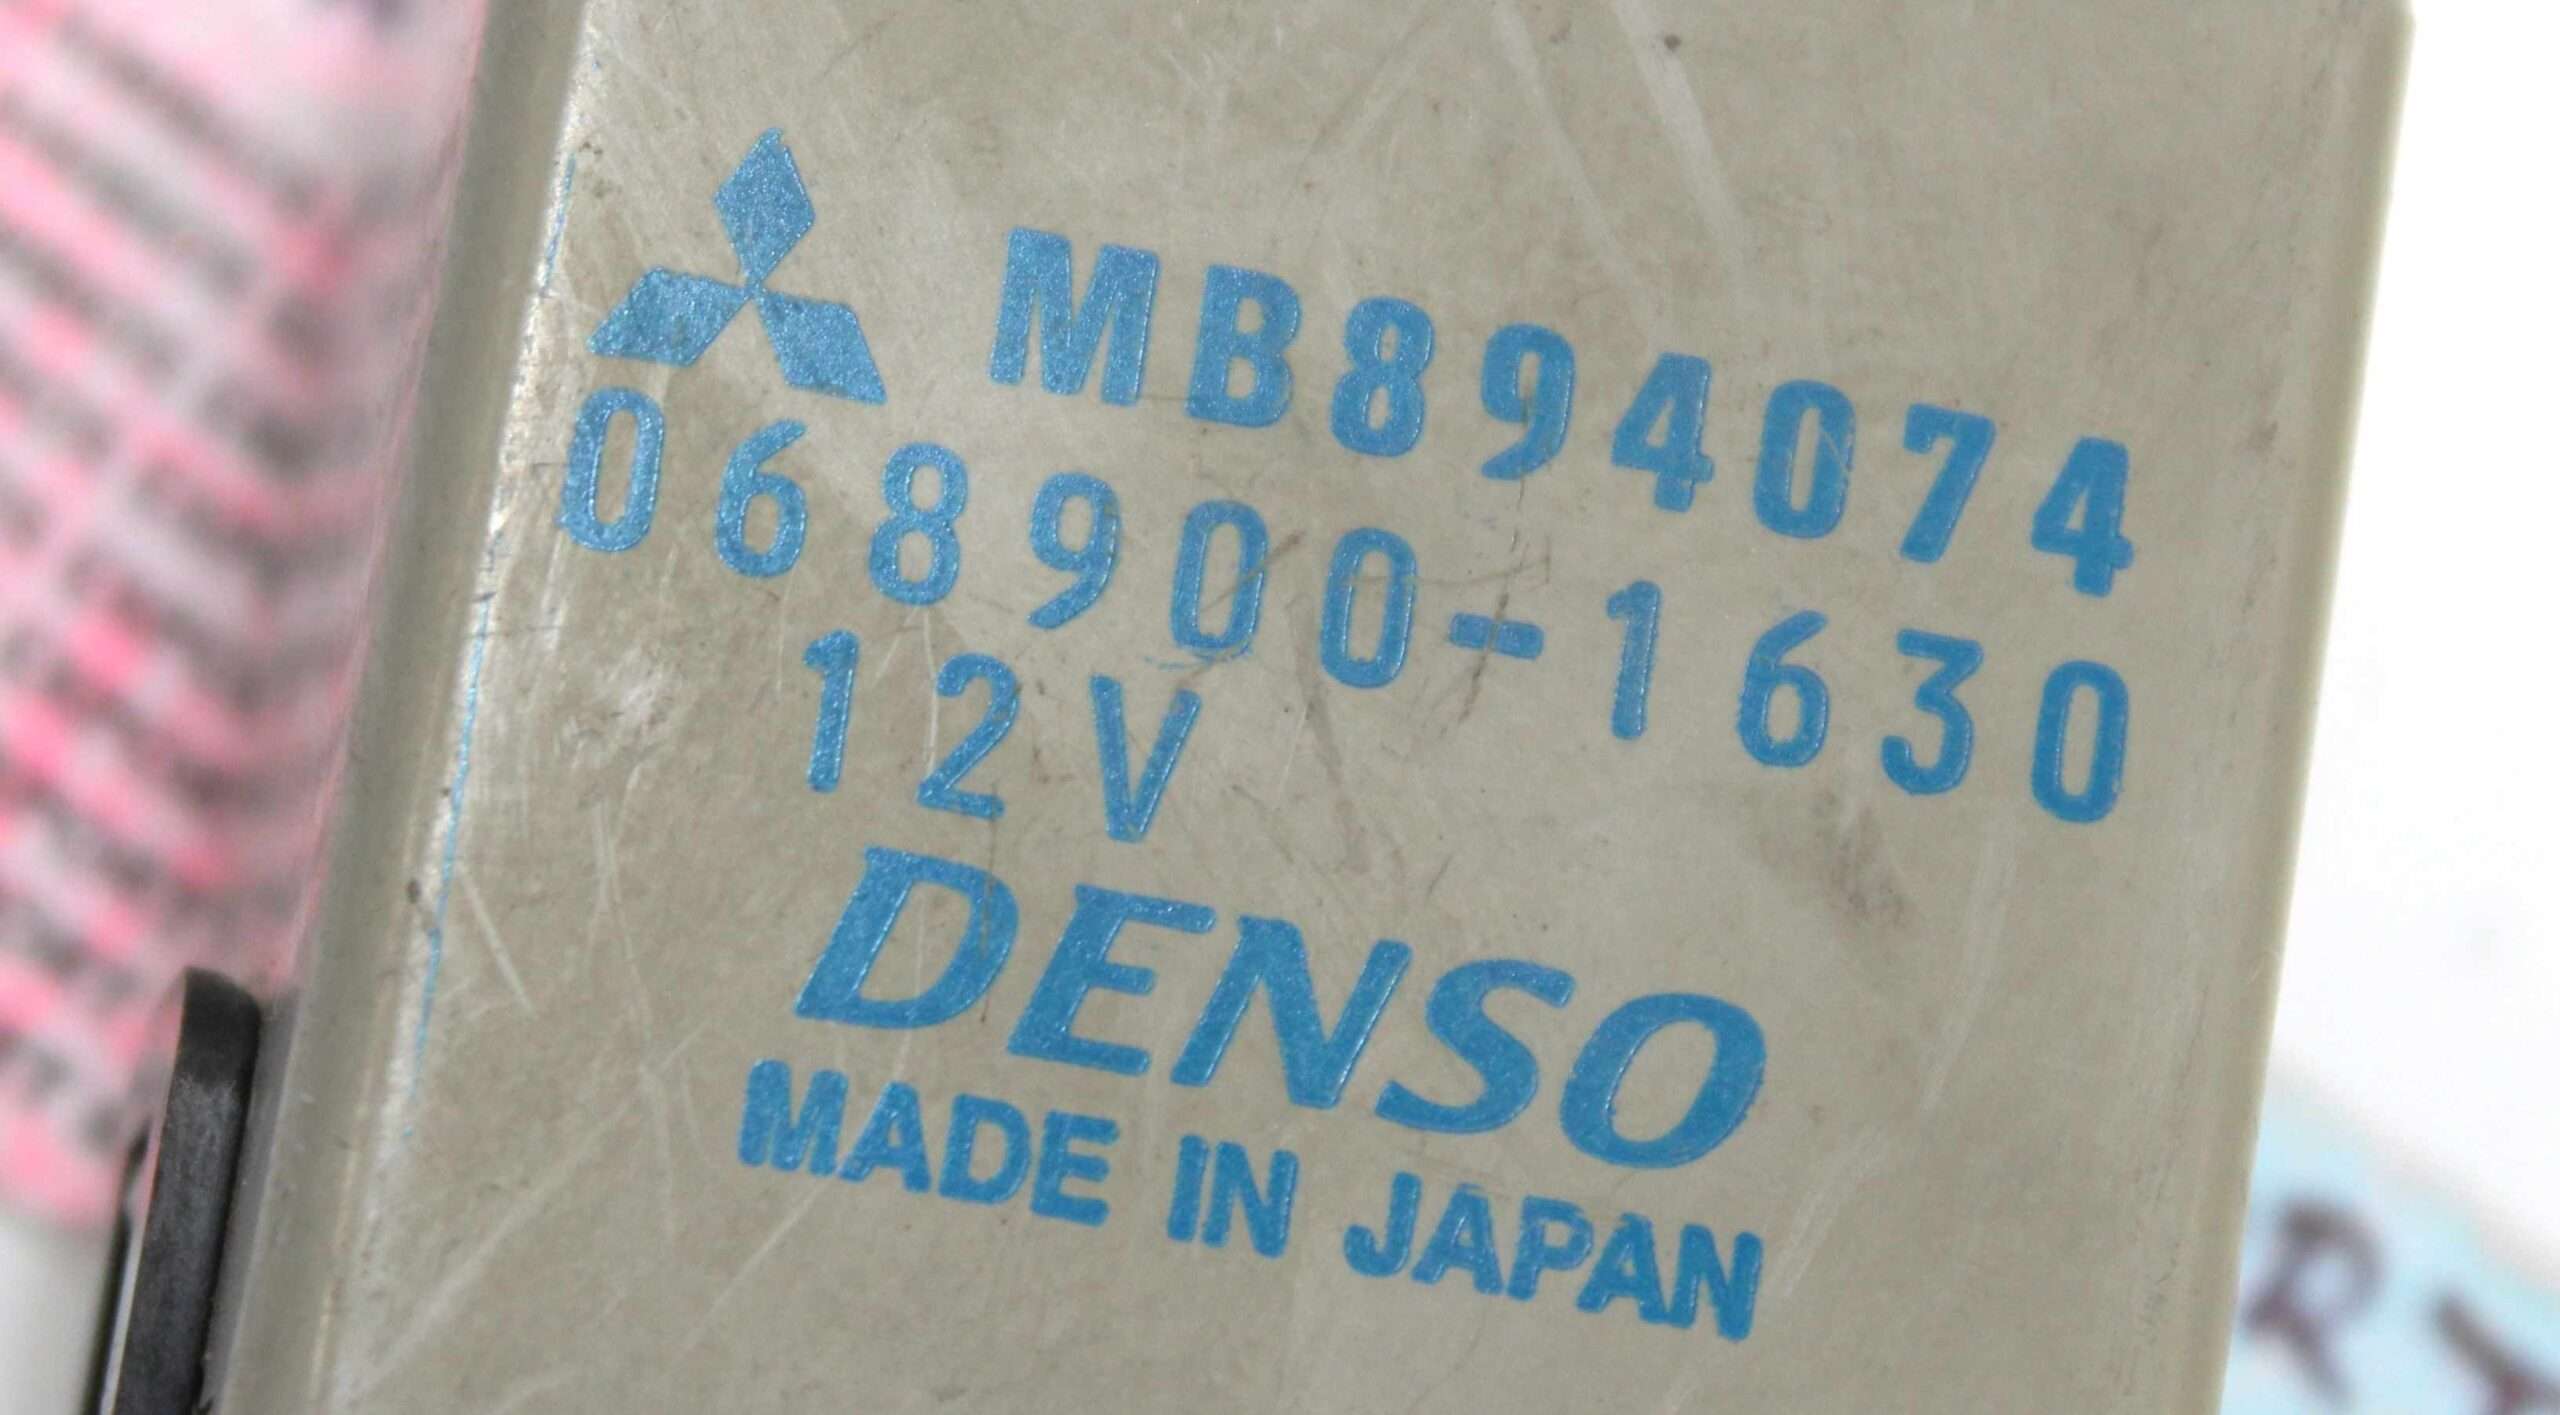 MB894074
068900-1630
12V
DENSO
MADE IN JAPAN